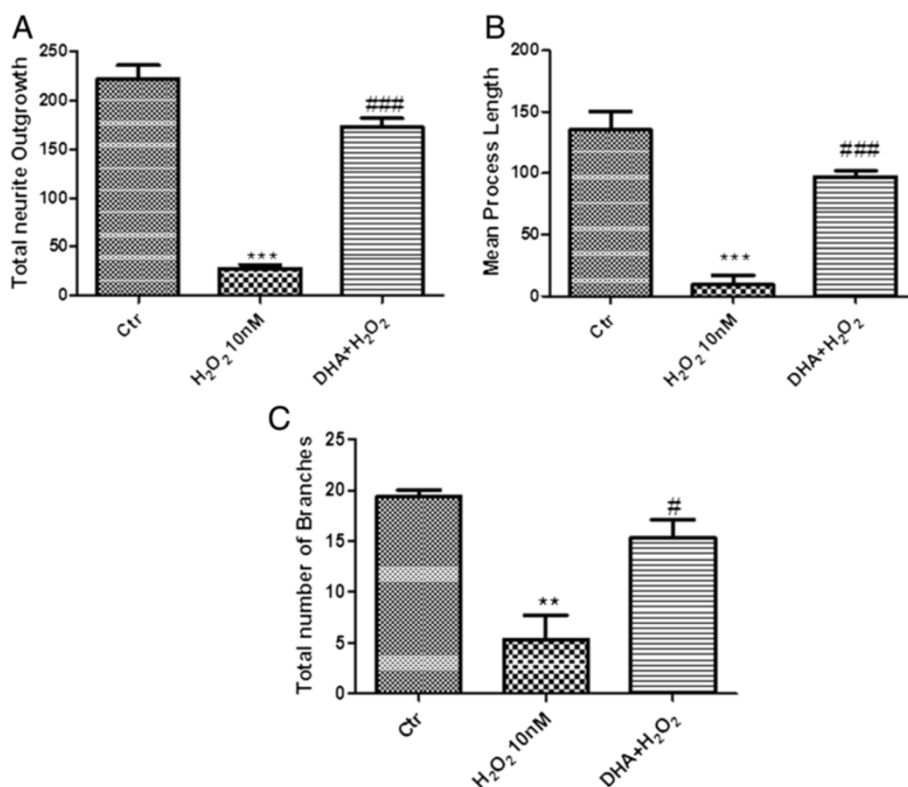 A
Total neurite Outgrowth
250
200
150
100
50
0
***
###
Ctr
H₂O₂ 10nM
DHA+H₂O₂
B
Mean Process Length
200
150
100
50
0
***
###
Ctr
H₂O₂ 10nM
DHA+H₂O₂
C
Total number of Branches
25
20
15
10
5
0
**
#
Ctr
H₂O₂ 10nM
DHA+H₂O₂